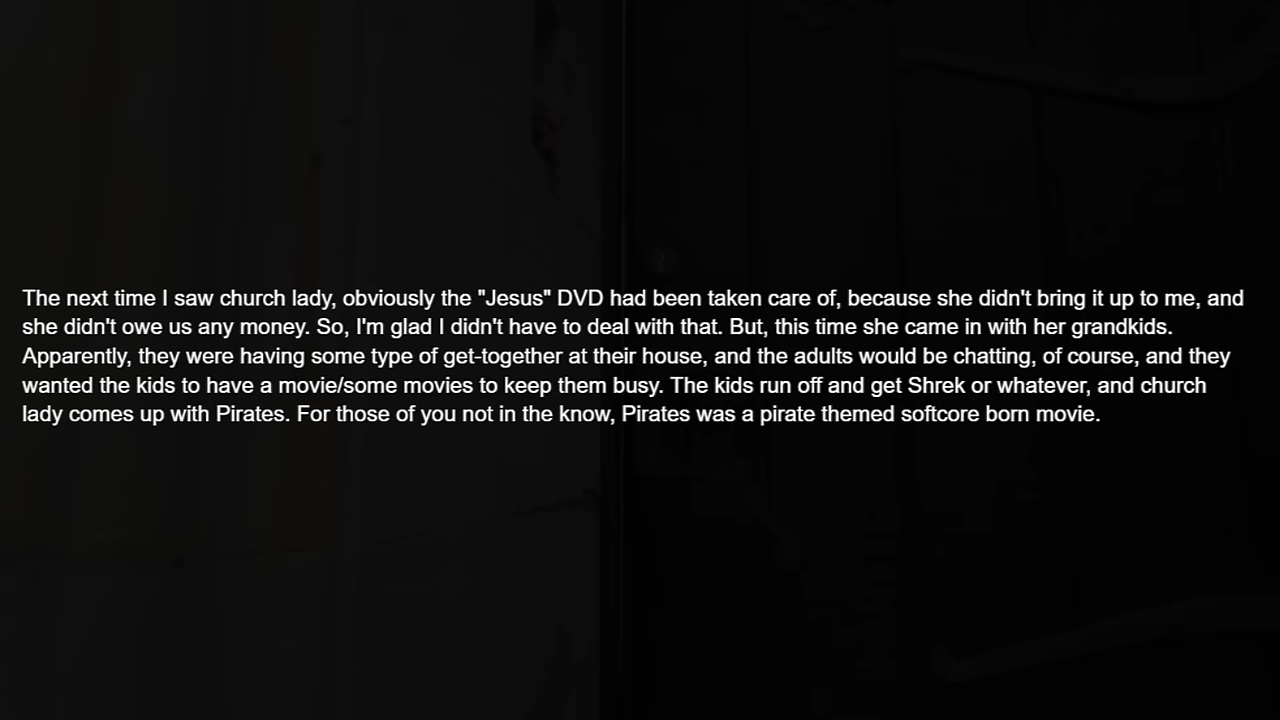 The next time I saw church lady, obviously the "Jesus" DVD had been taken care of, because she didn't bring it up to me, and
she didn't owe us any money. So, I'm glad I didn't have to deal with that. But, this time she came in with her grandkids.
Apparently, they were having some type of get-together at their house, and the adults would be chatting, of course, and they
wanted the kids to have a movie/some movies to keep them busy. The kids run off and get Shrek or whatever, and church
lady comes up with Pirates. For those of you not in the know, Pirates was a pirate themed softcore born movie.